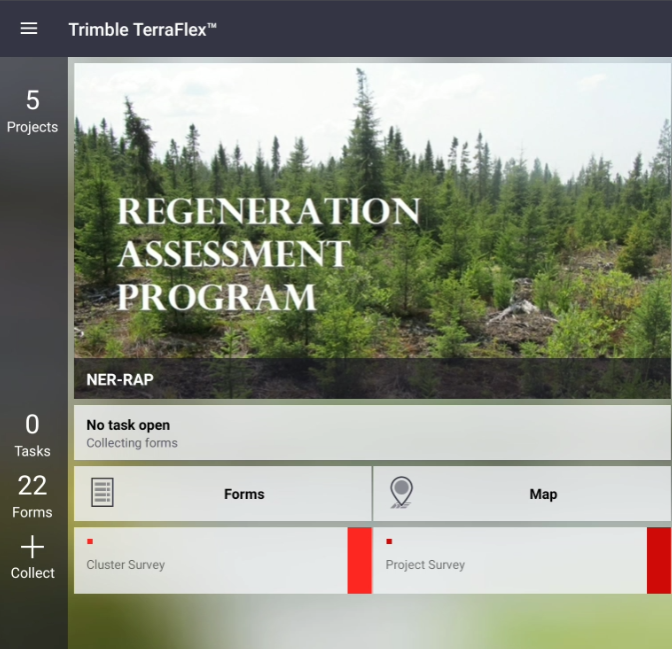 Trimble TerraFlex™
5
Projects
REGENERATION
ASSESSMENT
PROGRAM
NER-RAP
0
Tasks
No task open
Collecting forms
22
Forms
Forms
Map
+
Collect
Cluster Survey
Project Survey